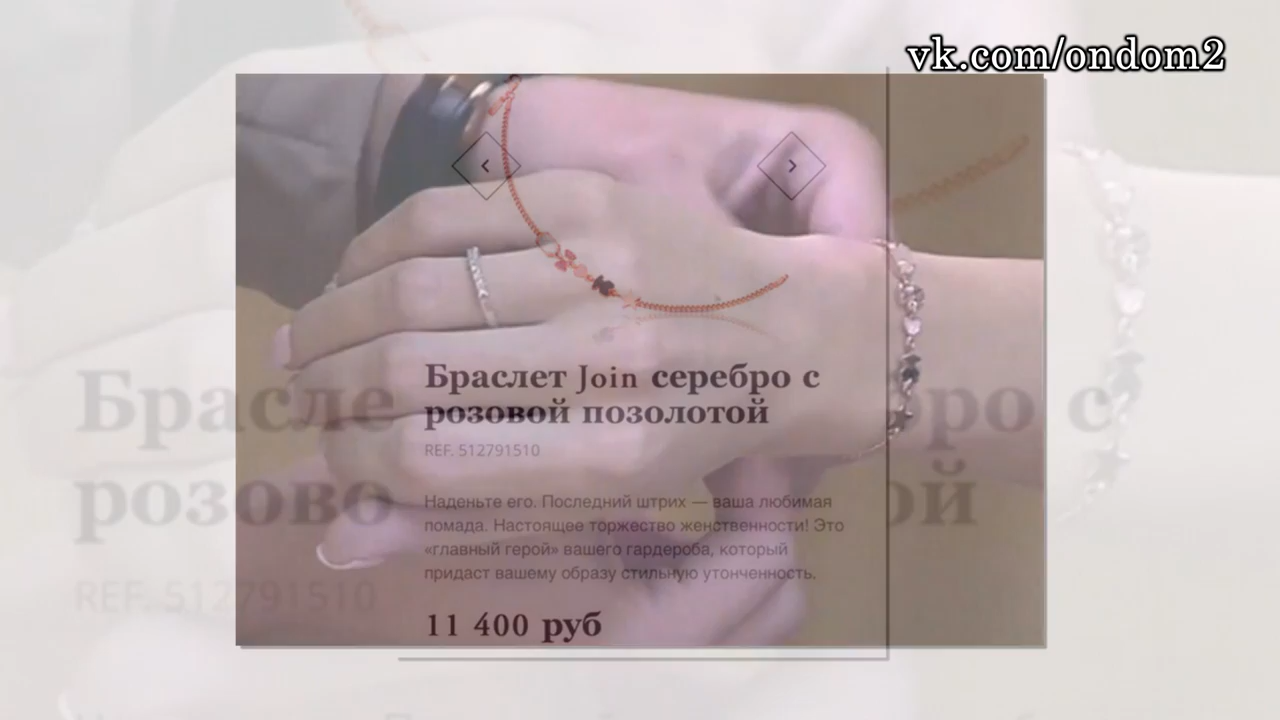 vk.com/ondom2
Браслет Join серебро с
розовой позолотой
REF. 512791510
Наденьте его. Последний штрих — ваша любимая
помада. Настоящее торжество женственности! Это
«главный герой» вашего гардероба, который
придаст вашему образу стильную утонченность.
11 400 руб